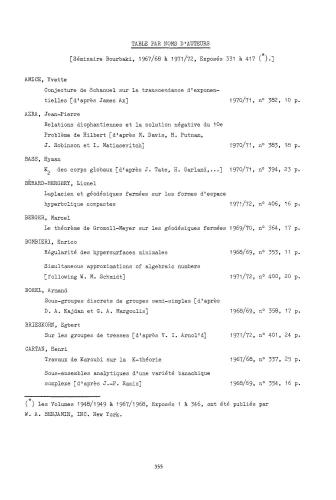 TABLE PAR NOMS D'AUTEURS
[Séminaire Bourbaki, 1967/68 à 1971/72, Exposés 331 à 417 (*).]
AMICE, Yvette
Conjecture de Schanuel sur la transcendance d'exponen-
tielles [d'après James Ax] 1970/71, n° 382, 10 p.
AZRA, Jean-Pierre
Relations diophantiennes et la solution négative du 10e
Problème de Hilbert [d'après M. Davis, H. Putnam,
J. Robinson et I. Matiasevitch] 1970/71, n° 383, 18 p.
BASS, Hyman
K2 des corps globaux [d'après J. Tate, H. Garland,...] 1970/71, n° 394, 23 p.
BÉRARD-BERGERY, Lionel
Laplacien et géodésiques fermées sur les formes d'espace
hyperbolique compactes 1971/72, n° 406, 16 p.
BERGER, Marcel
Le théorème de Gromoll-Meyer sur les géodésiques fermées 1969/70, n° 364, 17 p.
BOMBIERI, Enrico
Régularité des hypersurfaces minimales 1968/69, n° 353, 11 p.
Simultaneous approximations of algebraic numbers
[following W. M. Schmidt] 1971/72, n° 400, 20 p.
BOREL, Armand
Sous-groupes discrets de groupes semi-simples [d'après
D. A. Kajdan et G. A. Margoulis] 1968/69, n° 358, 17 p.
BRIESKORN, Egbert
Sur les groupes de tresses [d'après V. I. Arnol'd] 1971/72, n° 401, 24 p.
CARTAN, Henri
Travaux de Karoubi sur la K-théorie 1967/68, n° 337, 25 p.
Sous-ensembles analytiques d'une variété banachique
complexe [d'après J.-P. Ramis] 1968/69, n° 354, 16 p.
(*) Les Volumes 1948/1949 à 1967/1968, Exposés 1 à 346, ont été publiés par
W. A. BENJAMIN, INC. New York.